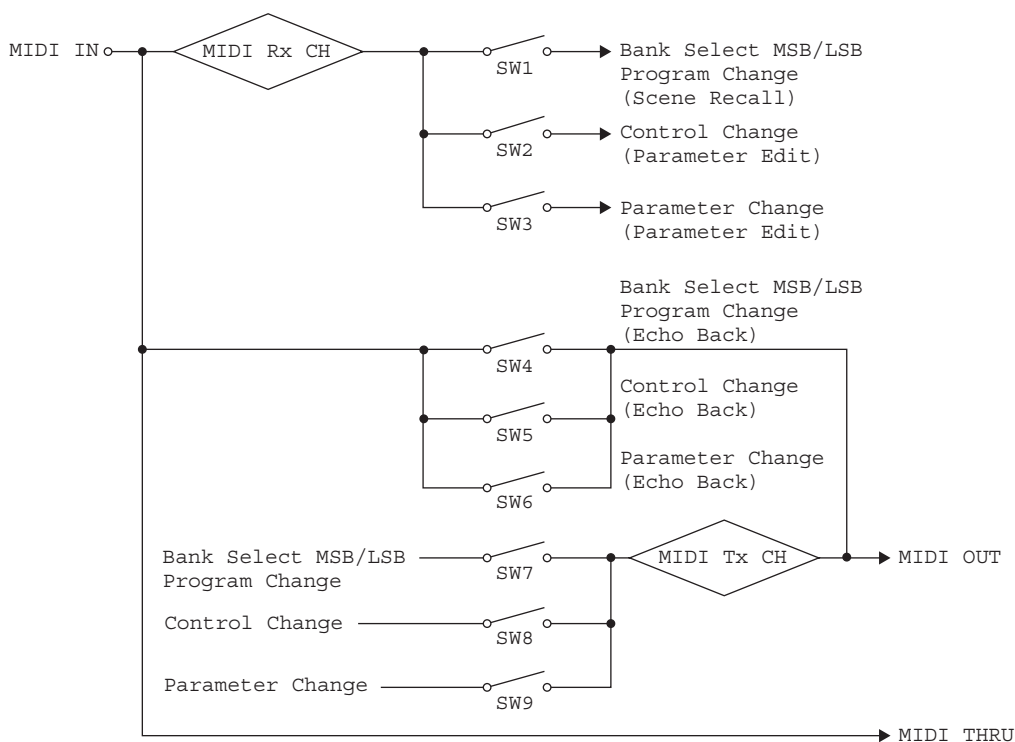 MIDI IN
MIDI Rx CH
SW1
Bank Select MSB/LSB
Program Change
(Scene Recall)
SW2
Control Change
(Parameter Edit)
SW3
Parameter Change
(Parameter Edit)
Bank Select MSB/LSB
Program Change
(Echo Back)
SW4
Control Change
(Echo Back)
SW5
Parameter Change
(Echo Back)
SW6
Bank Select MSB/LSB
Program Change
SW7
MIDI Tx CH
MIDI OUT
Control Change
SW8
Parameter Change
SW9
MIDI THRU